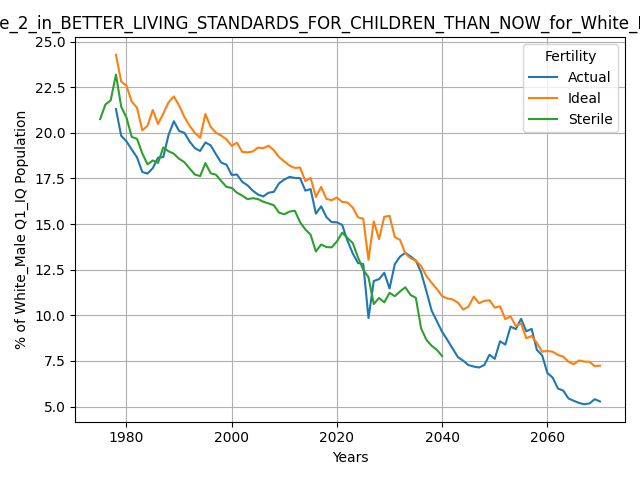 e_2_in_BETTER_LIVING_STANDARDS_FOR_CHILDREN_THAN_NOW_for_White_
% of White_Male Q1_IQ Population
25.0
22.5
20.0
17.5
15.0
12.5
10.0
7.5
5.0
Fertility
Actual
Ideal
Sterile
1980
2000
2020
2040
2060
Years